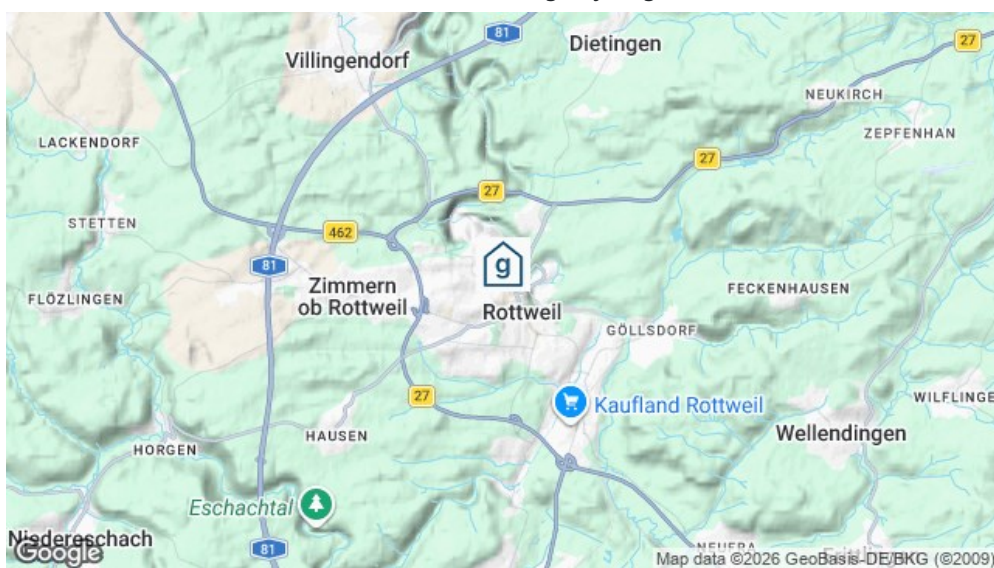 81
Villingendorf
Dietingen
27
NEUKIRCH
LACKENDORF
ZEPFENHAN
27
27
STETTEN
462
81
g
Zimmern
ob Rottweil
FLÖZLINGEN
FECKENHAUSEN
Rottweil
GÖLLSDORF
27
Kaufland Rottweil
WILFLINGE
HAUSEN
Wellendingen
HORGEN
Eschachtal
Niedereschach
81
Google
Map data ©2026 GeoBasis-DE/BKG (©2009)